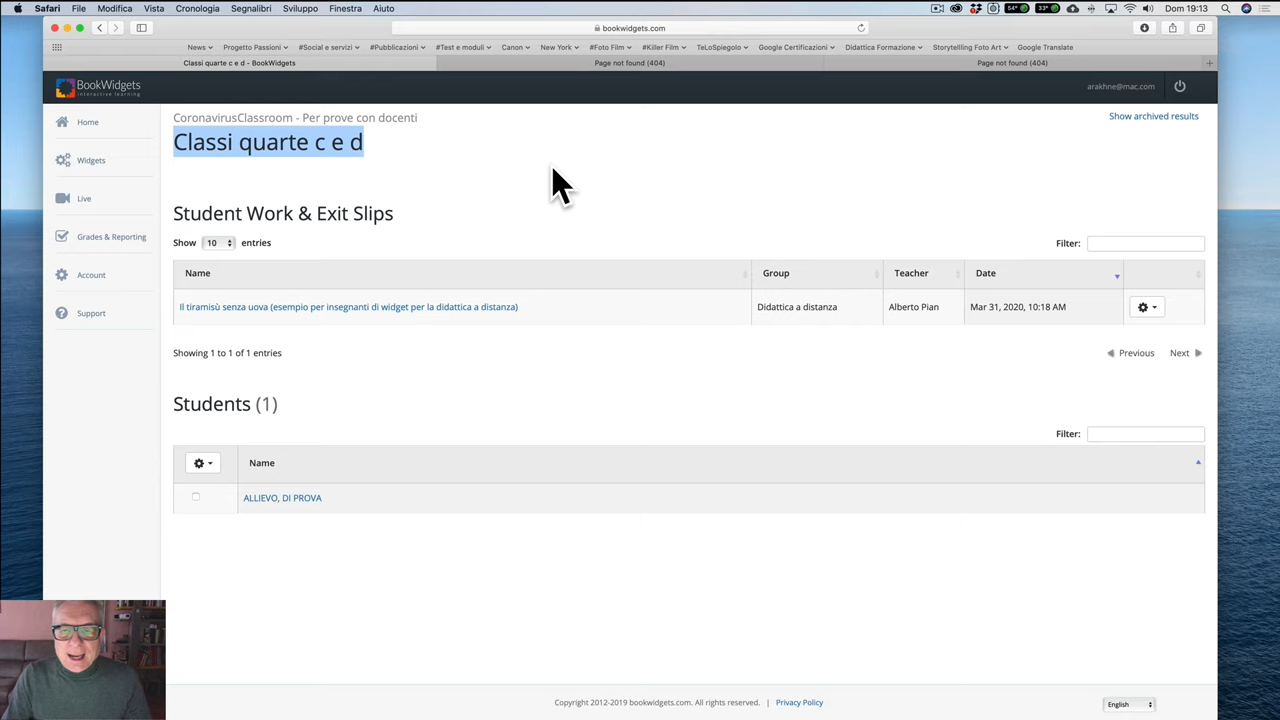 Safari File Modifica Vista Cronologia Segnalibri Sviluppo Finestra Aiuto 54° 33° Dom 19:13
bookwidgets.com
News Progetto Passioni #Social e servizi #Pubblicazioni #Test e moduli Canon New York #Foto Film #Killer Film TeLoSpiegolo Google Certificazioni Didattica Formazione Storytellling Foto Art Google Translate
Classi quarte c e d - BookWidgets Page not found (404) Page not found (404)
BookWidgets arakhne@mac.com
interactive learning
CoronavirusClassroom - Per prove con docenti Show archived results
Home
Classi quarte c e d
Widgets
Live
Student Work & Exit Slips
Grades & Reporting
Show 10 entries Filter:
Account
Name Group Teacher Date
Support
Il tiramisù senza uova (esempio per insegnanti di widget per la didattica a distanza) Didattica a distanza Alberto Pian Mar 31, 2020, 10:18 AM
Showing 1 to 1 of 1 entries Previous Next
Students (1)
Filter:
Name
ALLIEVO, DI PROVA
Copyright 2012-2019 bookwidgets.com. All rights reserved. | Privacy Policy English